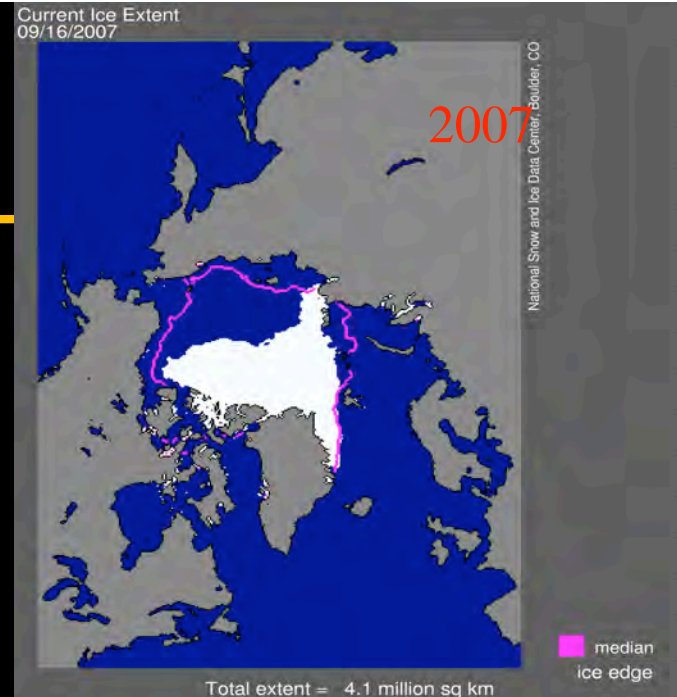 Current Ice Extent
09/16/2007
2007
National Snow and Ice Data Center, Boulder, CO
median
ice edge
Total extent = 4.1 million sq km